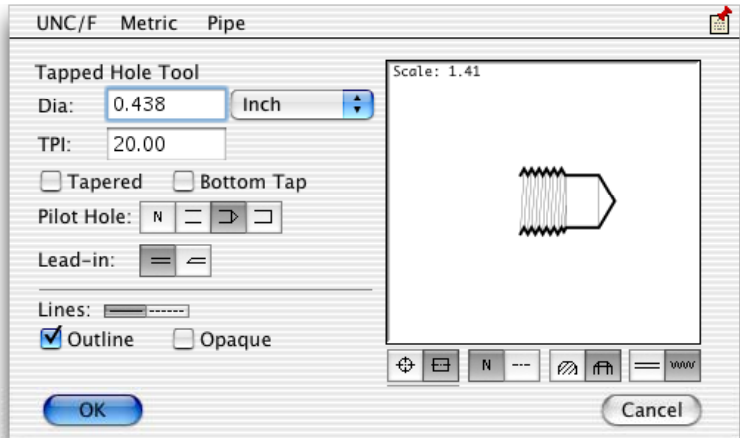 UNC/F Metric Pipe
Tapped Hole Tool
Dia: 0.438 Inch
TPI: 20.00
Tapered Bottom Tap
Pilot Hole: N
Lead-in:
Lines:
Outline Opaque
OK
Scale: 1.41
N
Cancel